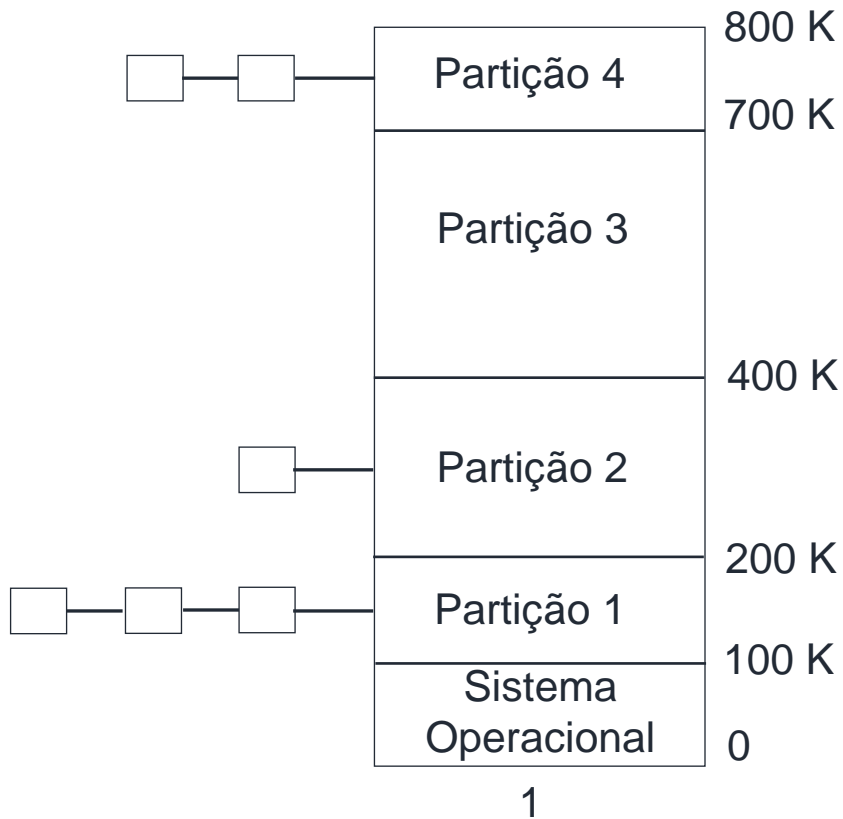 800 K
Partição 4
700 K
Partição 3
400 K
Partição 2
200 K
Partição 1
100 K
Sistema
Operacional
0
1